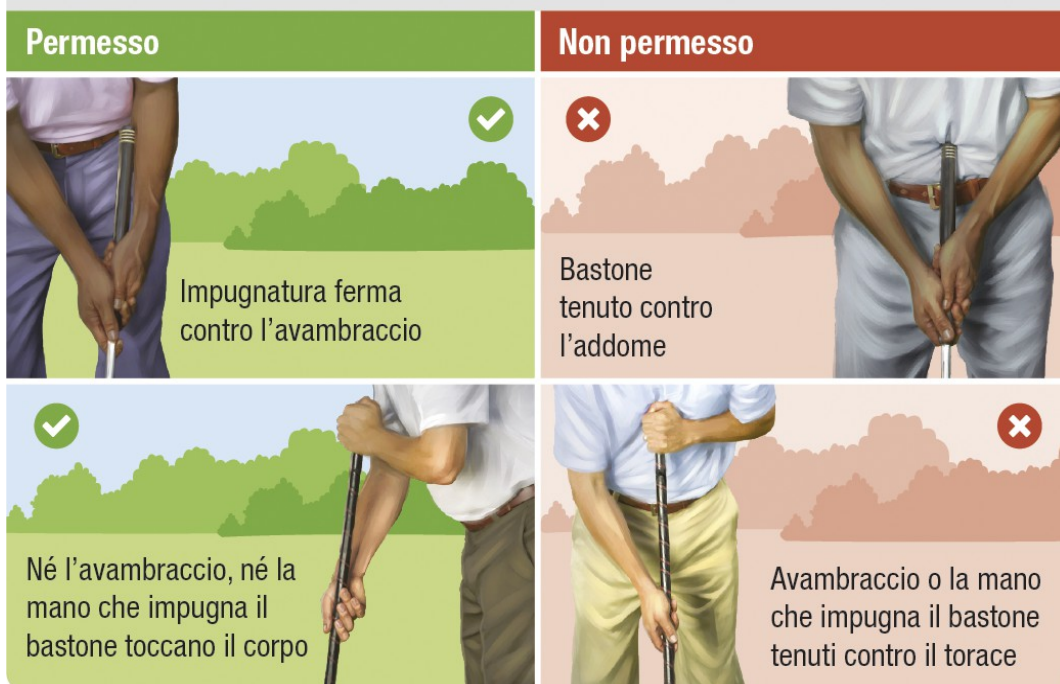 Permesso
Non permesso
Impugnatura ferma
contro l’avambraccio
Bastone
tenuto contro
l’addome
Né l’avambraccio, né la
mano che impugna il
bastone toccano il corpo
Avambraccio o la mano
che impugna il bastone
tenuti contro il torace